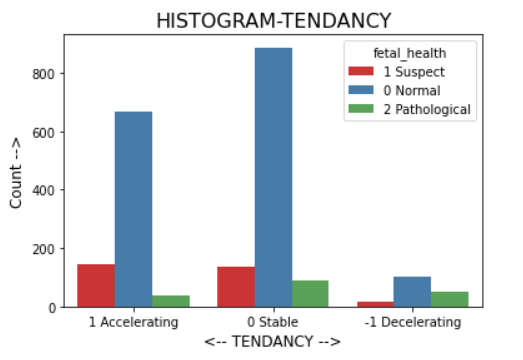 HISTOGRAM-TENDANCY
fetal_health
1 Suspect
0 Normal
2 Pathological
Count -->
800
600
400
200
0
1 Accelerating
0 Stable
-1 Decelerating
<-- TENDANCY -->